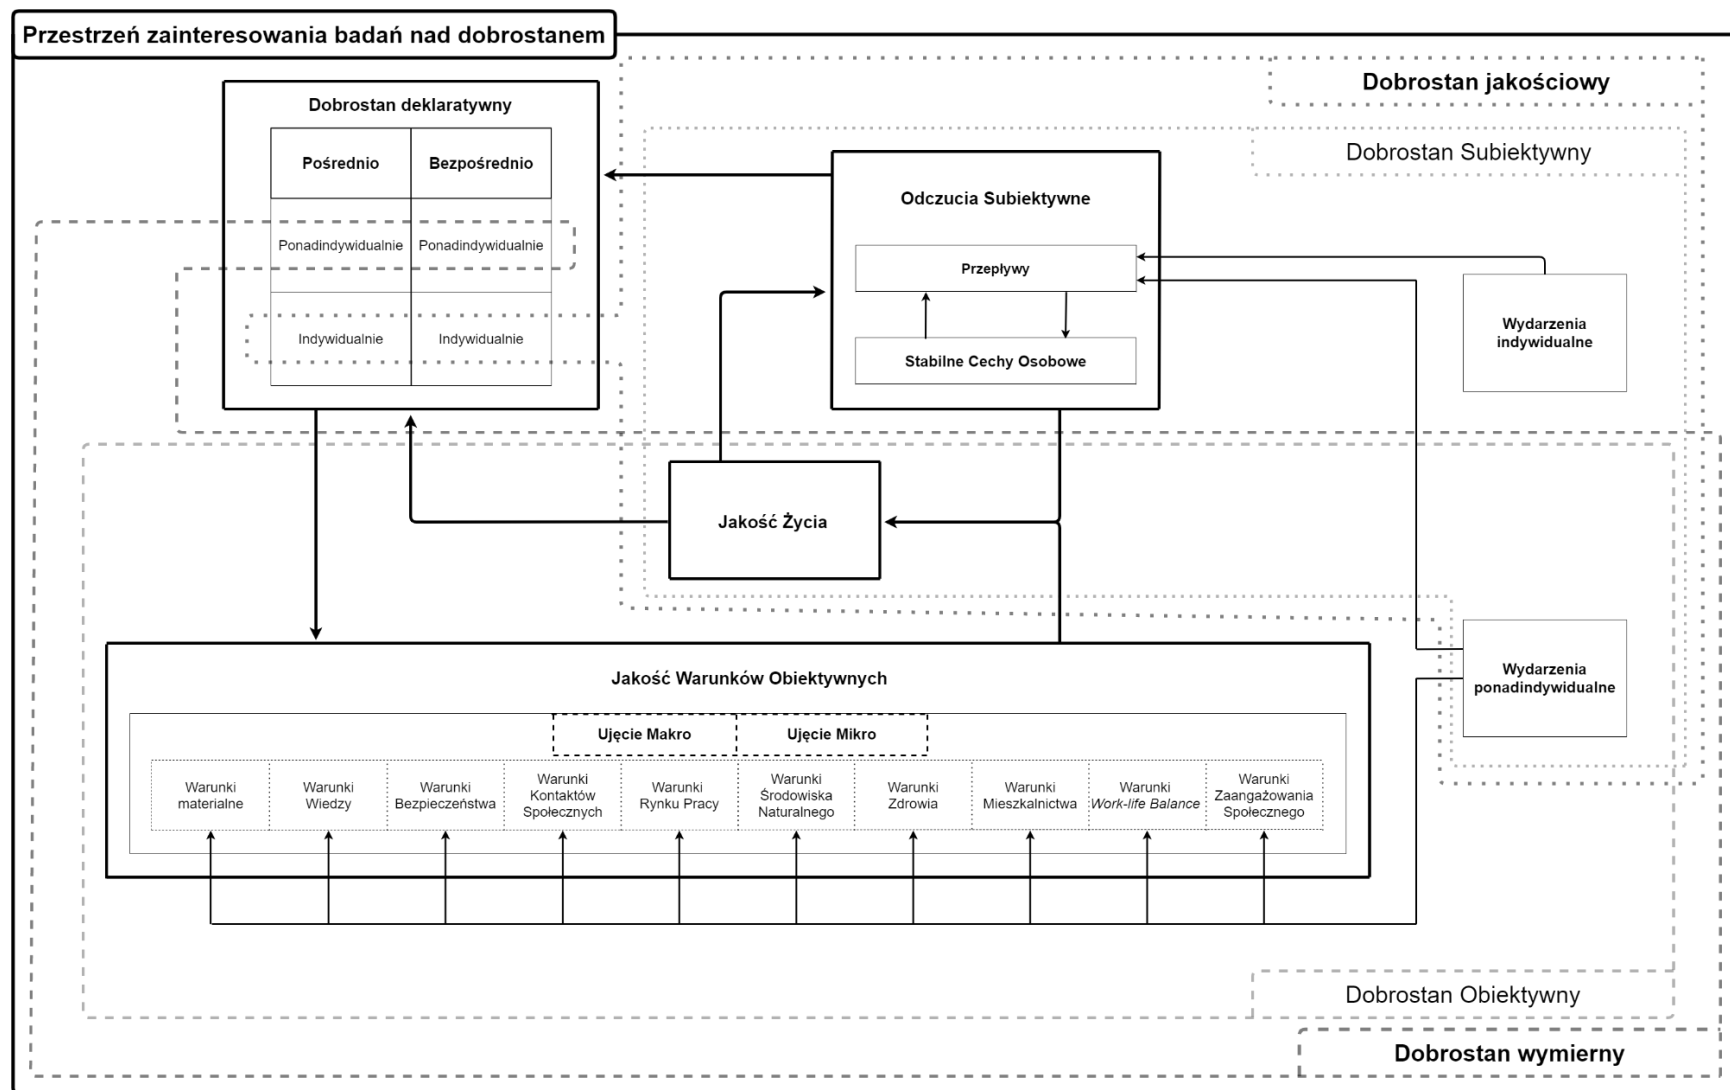 Przestrzeń zainteresowania badań nad dobrostanem
Dobrostan jakościowy
Dobrostan deklaratywny
Dobrostan Subiektywny
Pośrednio
Bezpośrednio
Odczucia Subiektywne
Ponadindywidualnie
Ponadindywidualnie
Przepływy
Wydarzenia
indywidualne
Indywidualnie
Indywidualnie
Stabilne Cechy Osobowe
Jakość Życia
Jakość Warunków Obiektywnych
Wydarzenia
ponadindywidualne
Ujęcie Makro
Ujęcie Mikro
Warunki
materialne
Warunki
Wiedzy
Warunki
Bezpieczeństwa
Warunki
Kontaktów
Społecznych
Warunki
Rynku Pracy
Warunki
Środowiska
Naturalnego
Warunki
Zdrowia
Warunki
Mieszkalnictwa
Warunki
Work-life Balance
Warunki
Zaangażowania
Społecznego
Dobrostan Obiektywny
Dobrostan wymierny